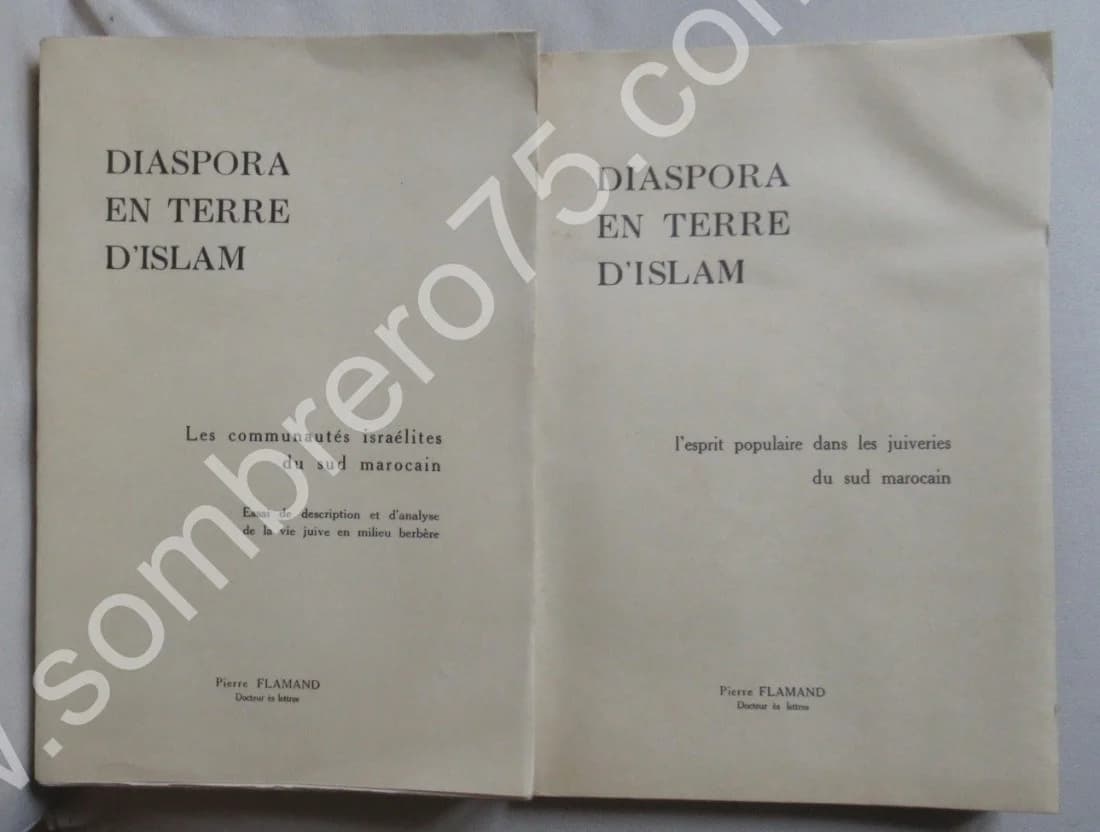 DIASPORA
EN TERRE
D'ISLAM
Les communautés israélites
du sud marocain
Essai de description et d'analyse
de la vie juive en milieu berbère
Pierre FLAMAND
Docteur ès lettres
DIASPORA
EN TERRE
D'ISLAM
l'esprit populaire dans les juiveries
du sud marocain
Pierre FLAMAND
Docteur ès lettres
w.sombrero75.com